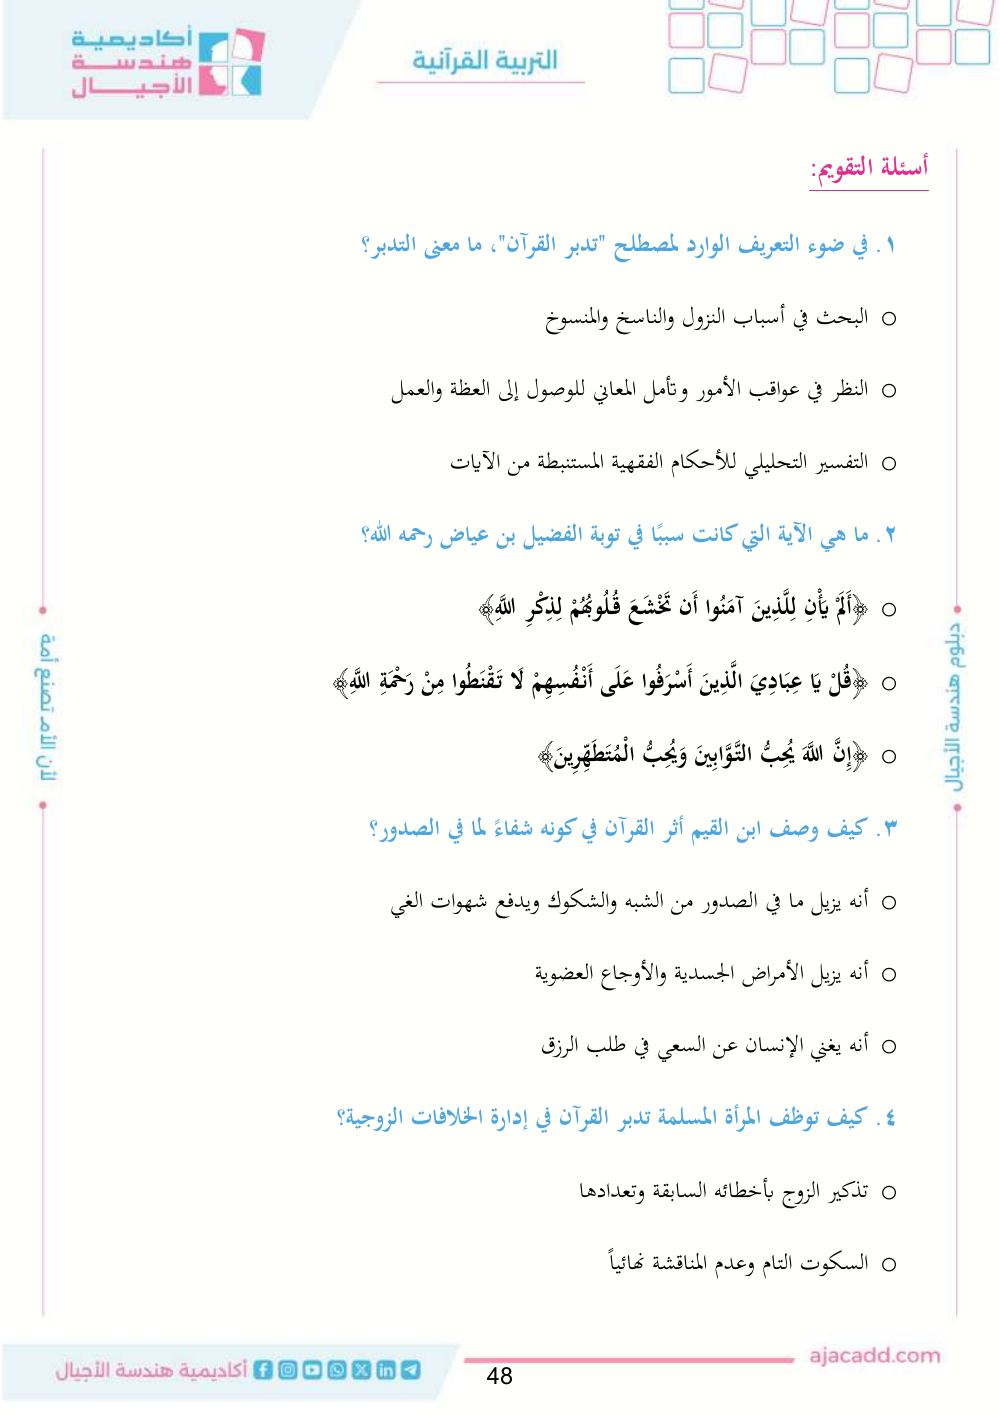 أكاديمية
هندسة
الأجيال
التربية القرآنية
أسئلة التقويم:
١. في ضوء التعريف الوارد لمصطلح "تدبر القرآن"، ما معنى التدبر؟
○ البحث في أسباب النزول والناسخ والمنسوخ
○ النظر في عواقب الأمور وتأمل المعاني للوصول إلى العظة والعمل
○ التفسير التحليلي للأحكام الفقهية المستنبطة من الآيات
٢. ما هي الآية التي كانت سببًا في توبة الفضيل بن عياض رحمه الله؟
○ ﴿أَلَمْ يَأْنِ لِلَّذِينَ آمَنُوا أَن تَخْشَعَ قُلُوبُهُمْ لِذِكْرِ اللَّهِ﴾
○ ﴿قُلْ يَا عِبَادِيَ الَّذِينَ أَسْرَفُوا عَلَى أَنْفُسِهِمْ لَا تَقْنَطُوا مِنْ رَحْمَةِ اللَّهِ﴾
○ ﴿إِنَّ اللَّهَ يُحِبُّ التَّوَّابِينَ وَيُحِبُّ الْمُتَطَهِّرِينَ﴾
٣. كيف وصف ابن القيم أثر القرآن في كونه شفاءً لما في الصدور؟
○ أنه يزيل ما في الصدور من الشبه والشكوك ويدفع شهوات الغي
○ أنه يزيل الأمراض الجسدية والأوجاع العضوية
○ أنه يغني الإنسان عن السعي في طلب الرزق
٤. كيف توظف المرأة المسلمة تدبر القرآن في إدارة الخلافات الزوجية؟
○ تذكير الزوج بأخطائه السابقة وتعدادها
○ السكوت التام وعدم المناقشة نهائياً
دبلوم هندسة الأجيال
لأن الأم تصنع أمة
ajacadd.com
48
أكاديمية هندسة الأجيال